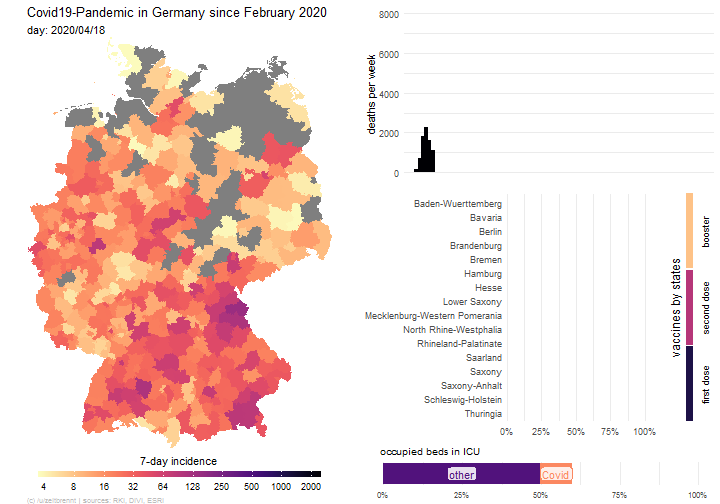 Covid19-Pandemic in Germany since February 2020
day: 2020/04/18
7-day incidence
4 8 16 32 64 125 250 500 1000 2000
(c) /u/zeitbrennt | sources: RKI, DIVI, ESRI
deaths per week
8000
6000
4000
2000
0
Baden-Wuerttemberg
Bavaria
Berlin
Brandenburg
Bremen
Hamburg
Hesse
Lower Saxony
Mecklenburg-Western Pomerania
North Rhine-Westphalia
Rhineland-Palatinate
Saarland
Saxony
Saxony-Anhalt
Schleswig-Holstein
Thuringia
0% 25% 50% 75% 100%
vaccines by states
booster
second dose
first dose
occupied beds in ICU
other
Covid
0% 25% 50% 75% 100%